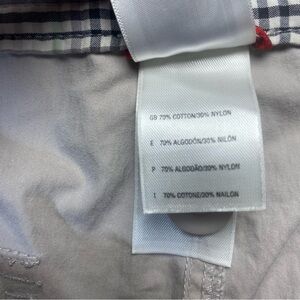 GB 70% COTTON/30% NYLON
E 70% ALGODÓN/30% NILÓN
P 70% ALGODÃO/30% NYLON
I 70% COTONE/30% NAILON